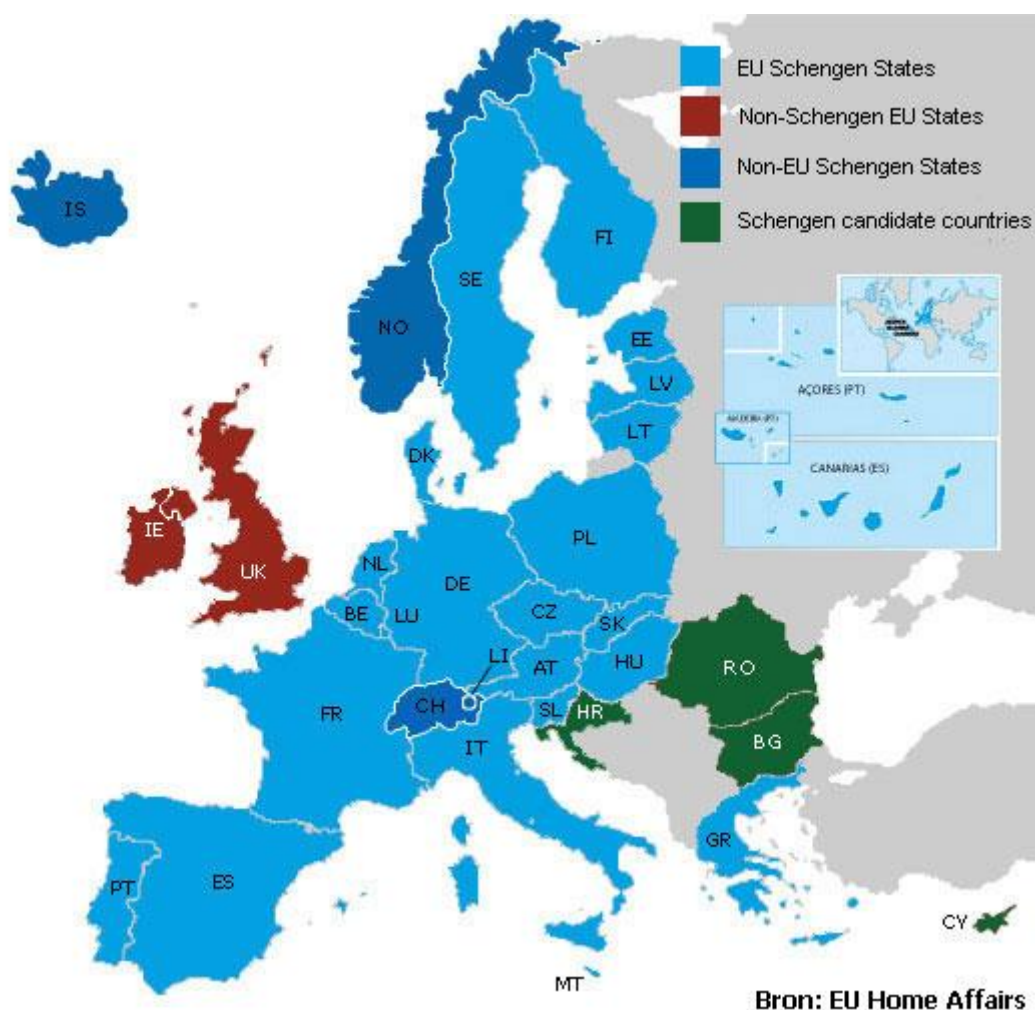 EU Schengen States
Non-Schengen EU States
Non-EU Schengen States
Schengen candidate countries
IS
FI
SE
NO
EE
LV
LT
DK
AÇORES (PT)
MADEIRA (PT)
CANARIAS (ES)
IE
UK
NL
BE
LU
DE
PL
CZ
SK
LI
AT
HU
RO
FR
CH
SL
HR
IT
BG
GR
PT
ES
CY
MT
Bron: EU Home Affairs